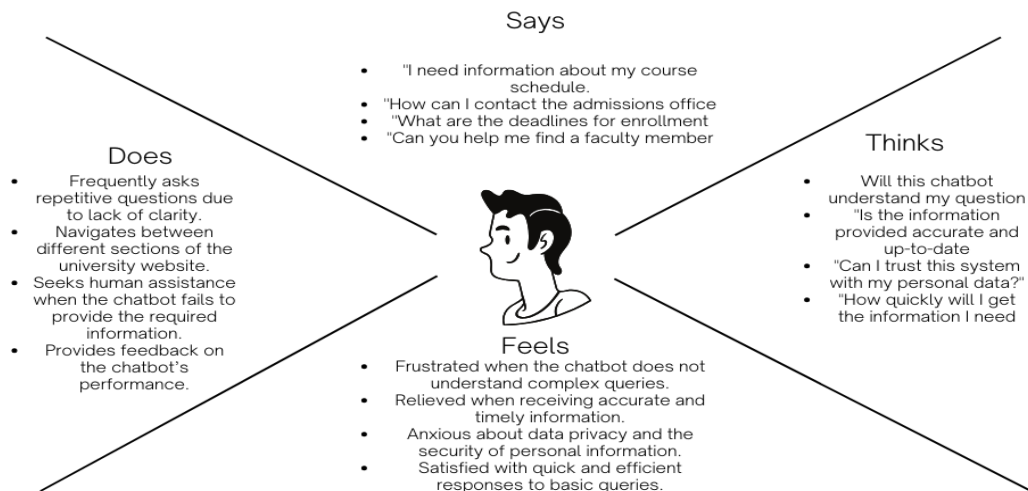 Says
• "I need information about my course
schedule.
• "How can I contact the admissions office
• "What are the deadlines for enrollment
• "Can you help me find a faculty member
Does
• Frequently asks
repetitive questions due
to lack of clarity.
• Navigates between
different sections of the
university website.
• Seeks human assistance
when the chatbot fails to
provide the required
information.
• Provides feedback on
the chatbot's
performance.
Thinks
• Will this chatbot
understand my question
• "Is the information
provided accurate and
up-to-date
• "Can I trust this system
with my personal data?"
• "How quickly will I get
the information I need
Feels
• Frustrated when the chatbot does not
understand complex queries.
• Relieved when receiving accurate and
timely information.
• Anxious about data privacy and the
security of personal information.
• Satisfied with quick and efficient
responses to basic queries.